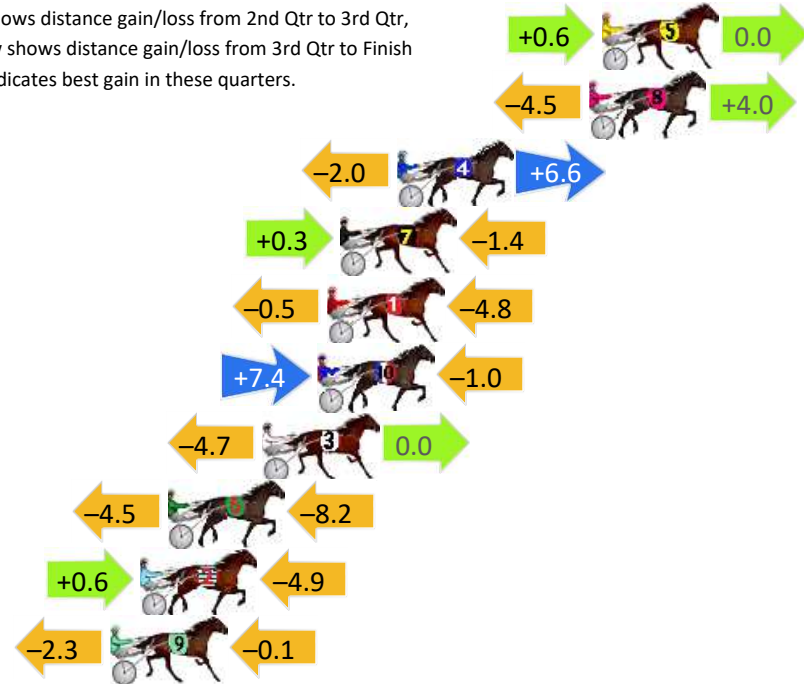 ows distance gain/loss from 2nd Qtr to 3rd Qtr,
shows distance gain/loss from 3rd Qtr to Finish
dicates best gain in these quarters.
+0.6 5 0.0
–4.5 8 +4.0
–2.0 4 +6.6
+0.3 7 –1.4
–0.5 1 –4.8
+7.4 10 –1.0
–4.7 3 0.0
–4.5 6 –8.2
+0.6 2 –4.9
–2.3 9 –0.1